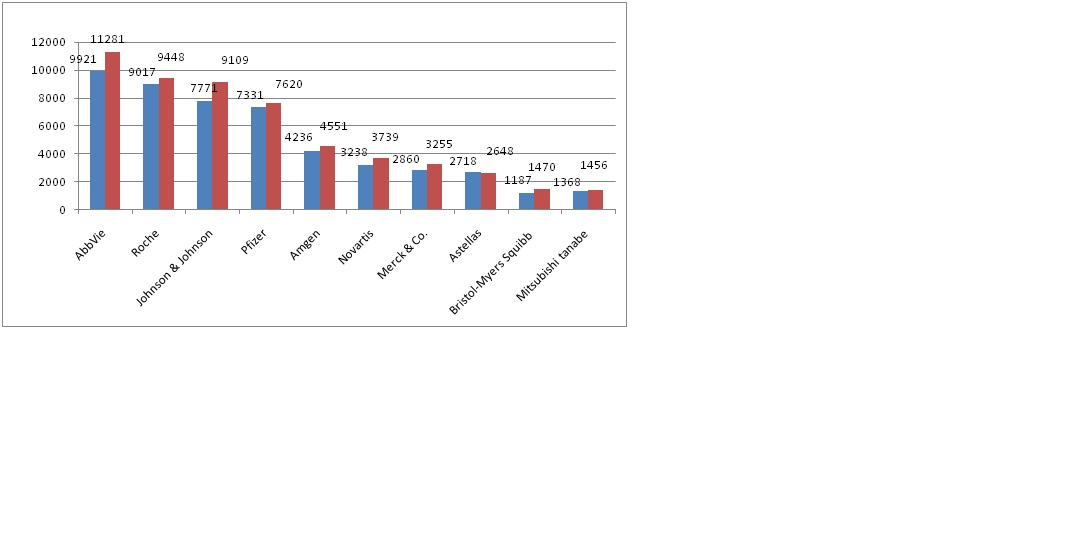 12000
10000
8000
6000
4000
2000
0
9921
11281
9017
9448
7771
9109
7331
7620
4236
4551
3238
3739
2860
3255
2718
2648
1187
1470
1368
1456
AbbVie
Roche
Johnson & Johnson
Pfizer
Amgen
Novartis
Merck & Co.
Astellas
Bristol-Myers Squibb
Mitsubishi tanabe